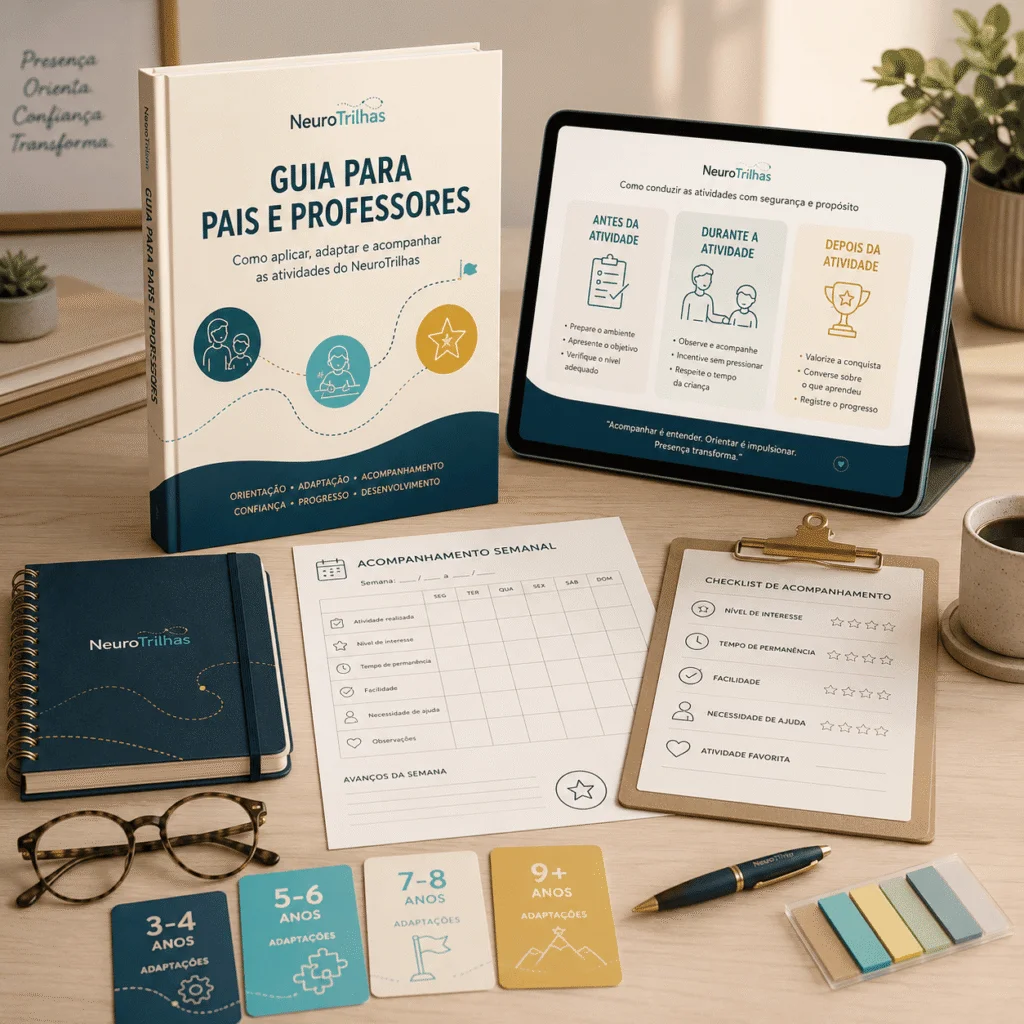 Presença
Orienta
Confiança
Transforma.
NeuroTrilhas
GUIA PARA PAIS E PROFESSORES
NeuroTrilhas
GUIA PARA
PAIS E PROFESSORES
Como aplicar, adaptar e acompanhar
as atividades do NeuroTrilhas
ORIENTAÇÃO • ADAPTAÇÃO • ACOMPANHAMENTO
CONFIANÇA • PROGRESSO • DESENVOLVIMENTO
NeuroTrilhas
Como conduzir as atividades com segurança e propósito
ANTES DA
ATIVIDADE
• Prepare o ambiente
• Apresente o objetivo
• Verifique o nível
adequado
DURANTE A
ATIVIDADE
• Observe e acompanhe
• Incentive sem pressionar
• Respeite o tempo
da criança
DEPOIS DA
ATIVIDADE
• Valorize a conquista
• Converse sobre
o que aprendeu
• Registre o progresso
"Acompanhar é entender. Orientar é impulsionar.
Presença transforma."
NeuroTrilhas
ACOMPANHAMENTO SEMANAL
Semana: ___/___ a ___/___
SEG TER QUA SEX SÁB DOM
Atividade realizada
Nível de interesse
Tempo de permanência
Facilidade
Necessidade de ajuda
Observações
AVANÇOS DA SEMANA
CHECKLIST DE ACOMPANHAMENTO
NÍVEL DE INTERESSE
TEMPO DE PERMANÊNCIA
FACILIDADE
NECESSIDADE DE AJUDA
ATIVIDADE FAVORITA
3-4
ANOS
ADAPTAÇÕES
5-6
ANOS
ADAPTAÇÕES
7-8
ANOS
ADAPTAÇÕES
9+
ANOS
ADAPTAÇÕES
NeuroTrilhas